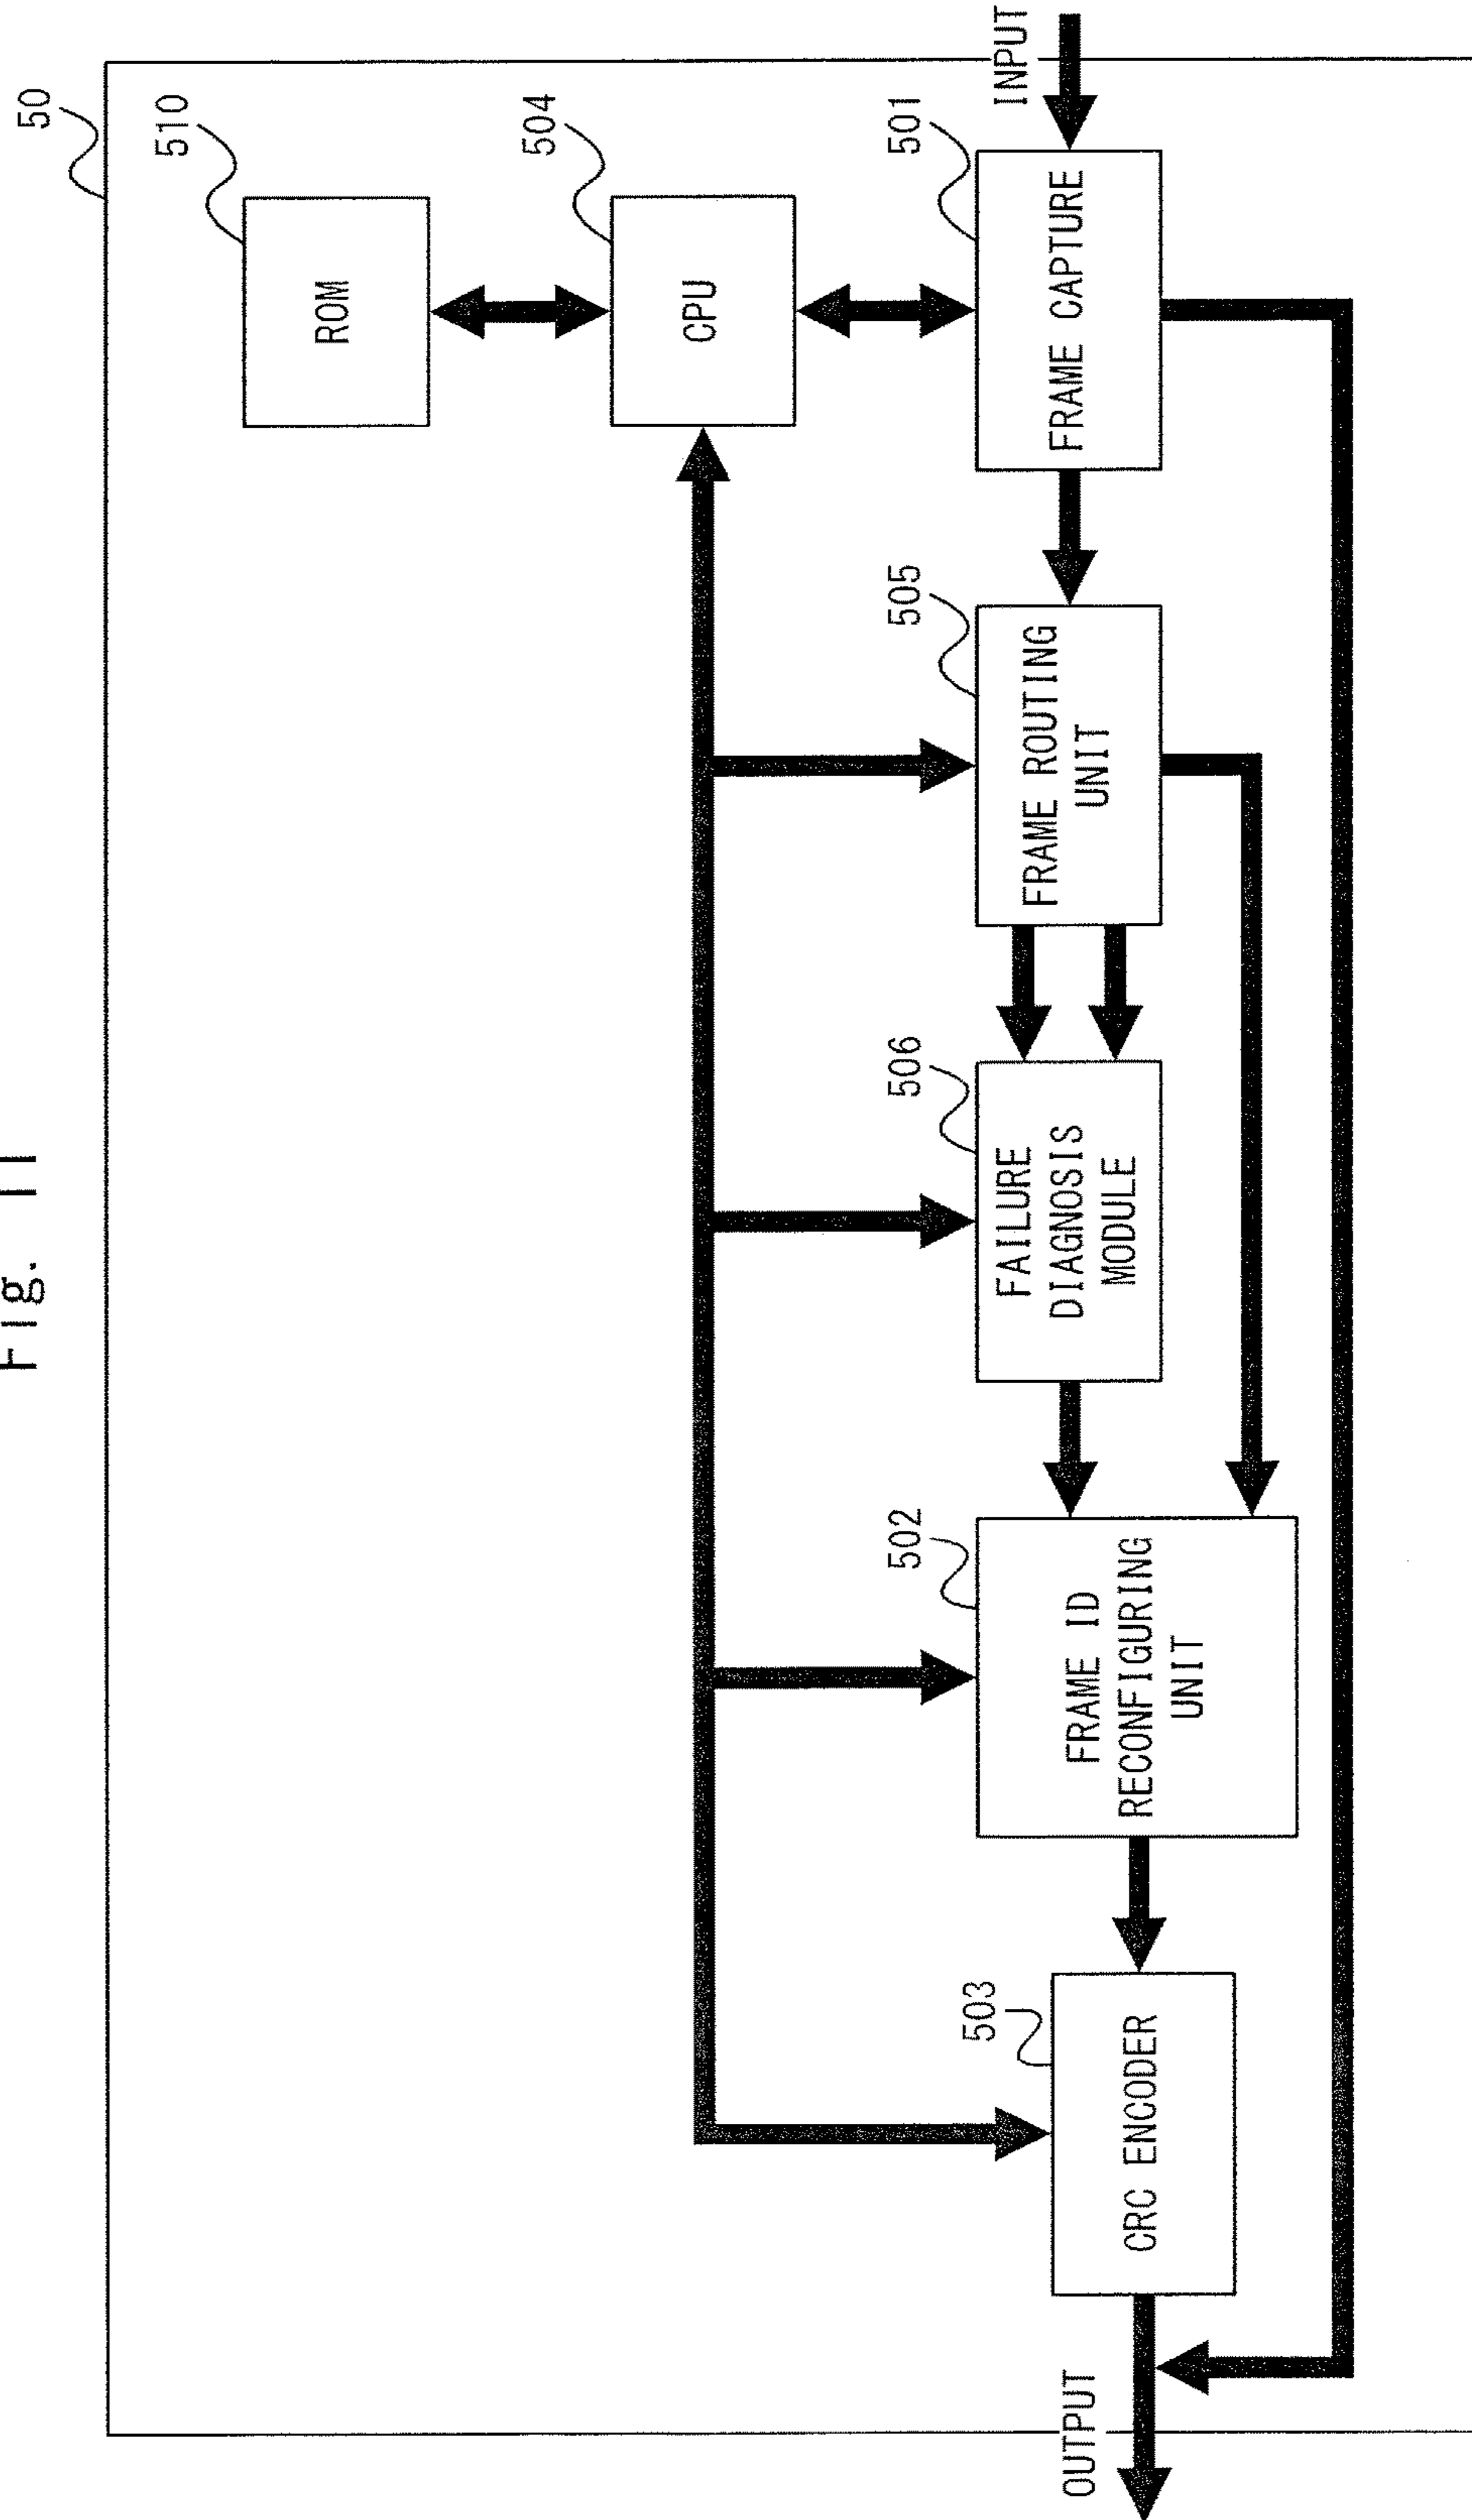 Fig. 11
50
510
ROM
504
CPU
INPUT
501
FRAME CAPTURE
505
FRAME ROUTING
UNIT
506
FAILURE
DIAGNOSIS
MODULE
502
FRAME ID
RECONFIGURING
UNIT
503
CRC ENCODER
OUTPUT